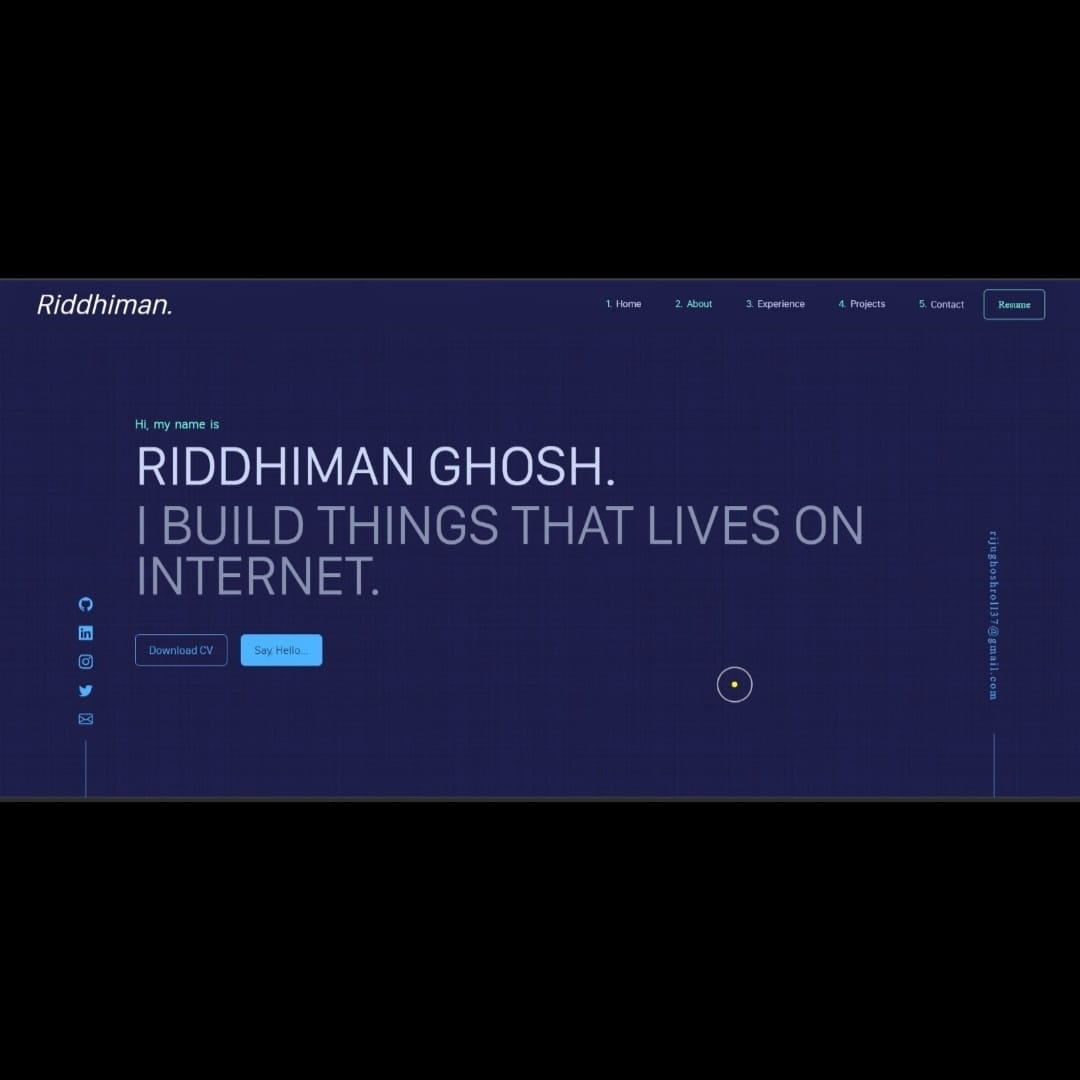 Riddhiman.
1. Home 2. About 3. Experience 4. Projects 5. Contact Resume
Hi, my name is
RIDDHIMAN GHOSH.
I BUILD THINGS THAT LIVES ON
INTERNET.
Download CV Say, Hello...
rijughoshroll37@gmail.com